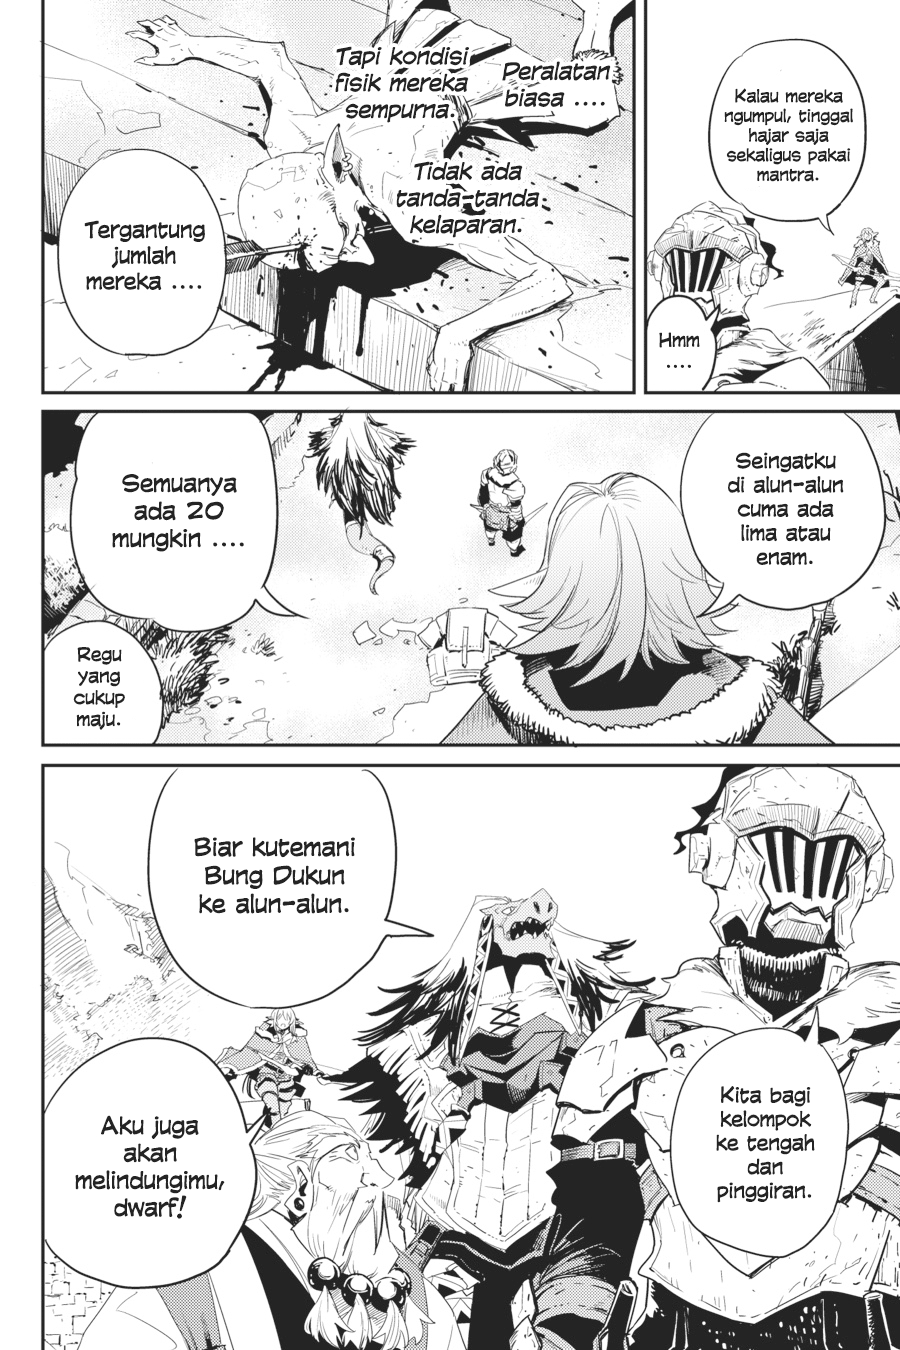 Kalau mereka
ngumpul, tinggal
hajar saja
sekaligus pakai
mantra.
Hmm
....
Peralatan
biasa ....
Tapi kondisi
fisik mereka
sempurna.
Tidak ada
tanda-tanda
kelaparan.
Tergantung
jumlah
mereka ....
Seingatku
di alun-alun
cuma ada
lima atau
enam.
Semuanya
ada 20
mungkin ....
Regu
yang
cukup
maju.
Kita bagi
kelompok
ke tengah
dan
pinggiran.
Biar kutemani
Bung Dukun
ke alun-alun.
Aku juga
akan
melindungimu,
dwarf!